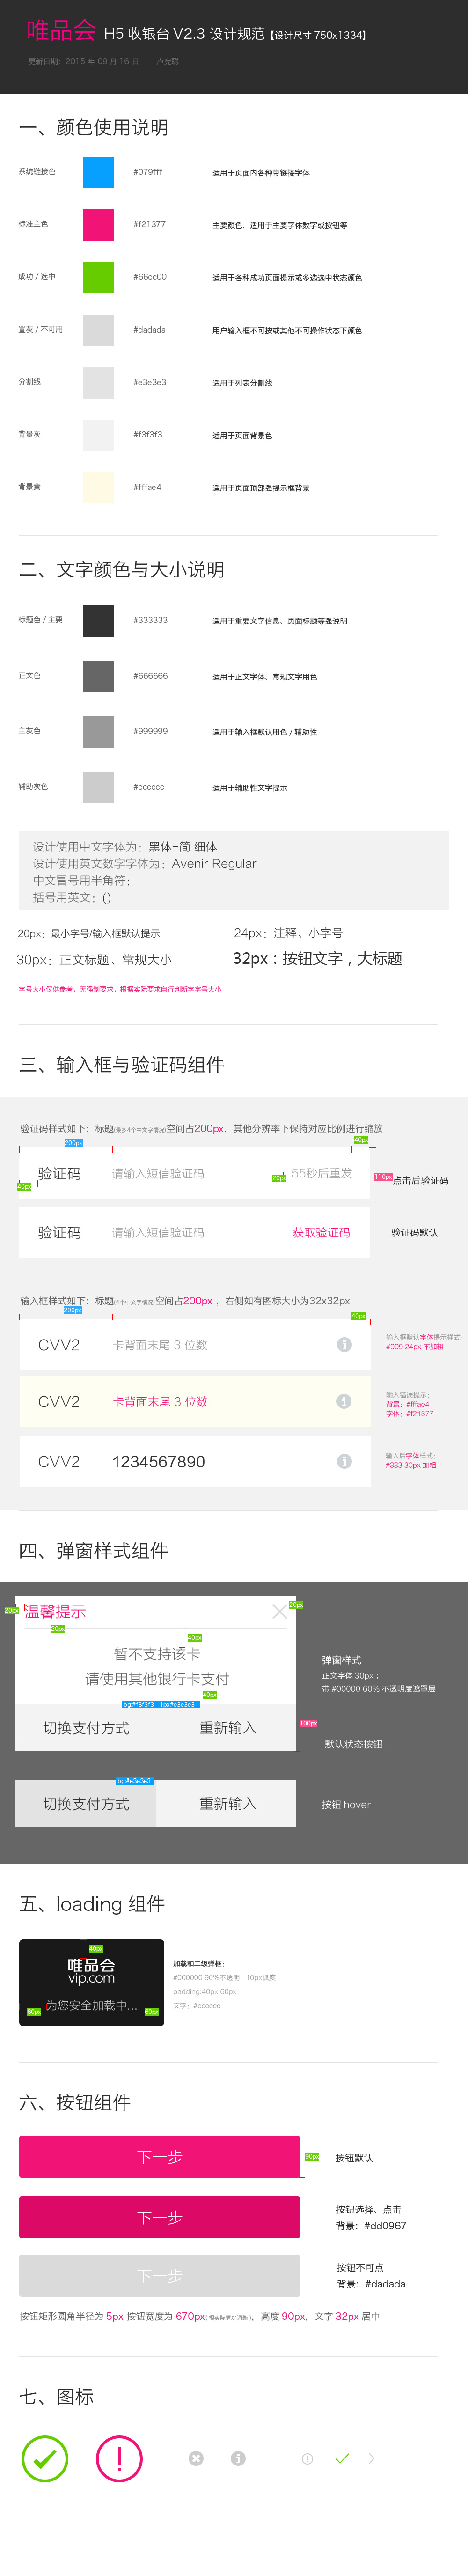 唯品会 H5 收银台 V2.3 设计规范【设计尺寸 750x1334】
更新日期：2015 年 09 月 16 日
一、颜色使用说明
系统链接色 #079fff 适用于页面内各种带链接字体
标准主色 #f21377 主要颜色，适用于主要字体数字或按钮等
成功 / 选中 #66cc00 适用于各种成功页面提示或多选选中状态颜色
置灰 / 不可用 #dadada 用户输入框不可按或其他不可操作状态下颜色
分割线 #e3e3e3 适用于列表分割线
背景灰 #f3f3f3 适用于页面背景色
背景黄 #fffae4 适用于页面顶部强提示框背景
二、文字颜色与大小说明
标题色 / 主要 #333333 适用于重要文字信息、页面标题等强说明
正文色 #666666 适用于正文字体、常规文字用色
主灰色 #999999 适用于输入框默认用色 / 辅助性
辅助灰色 #cccccc 适用于辅助性文字提示
设计使用中文字体为：黑体-简 细体
设计使用英文数字字体为：Avenir Regular
中文冒号用半角符：
括号用英文：()
20px：最小字号/输入框默认提示 24px：注释、小字号
30px：正文标题、常规大小 32px：按钮文字，大标题
字号大小仅供参考，无强制要求，根据实际要求自行判断字字号大小
三、输入框与验证码组件
验证码样式如下：标题(最多4个中文字情况)空间占200px，其他分辨率下保持对应比例进行缩放
200px 40px
验证码 请输入短信验证码 55秒后重发
40px 20px 110px 点击后验证码
验证码 请输入短信验证码 获取验证码 验证码默认
输入框样式如下：标题(4个中文字情况)空间占200px ，右侧如有图标大小为32x32px
200px 40px
CVV2 卡背面末尾 3 位数
输入框默认字体提示样式：
#999 24px 不加粗
CVV2 卡背面末尾 3 位数
输入错误提示：
背景：#fffae4
字体：#f21377
CVV2 1234567890
输入后字体样式：
#333 30px 加粗
四、弹窗样式组件
20px 温馨提示 30px
30px
40px
暂不支持该卡
请使用其他银行卡支付
40px
弹窗样式
正文字体 30px；
带 #00000 60% 不透明度遮罩层
bg:#f3f3f3 1px#e3e3e3
切换支付方式 重新输入
100px
默认状态按钮
bg:#e3e3e3
切换支付方式 重新输入 按钮 hover
五、loading 组件
40px
唯品会
vip.com
为您安全加载中...
60px 60px
加载和二级弹框：
#000000 90%不透明 10px弧度
padding:40px 60px
文字：#cccccc
六、按钮组件
下一步 90px 按钮默认
下一步
按钮选择、点击
背景：#dd0967
下一步
按钮不可点
背景：#dadada
按钮矩形圆角半径为 5px 按钮宽度为 670px( 视实际情况调整 )，高度 90px，文字 32px 居中
七、图标